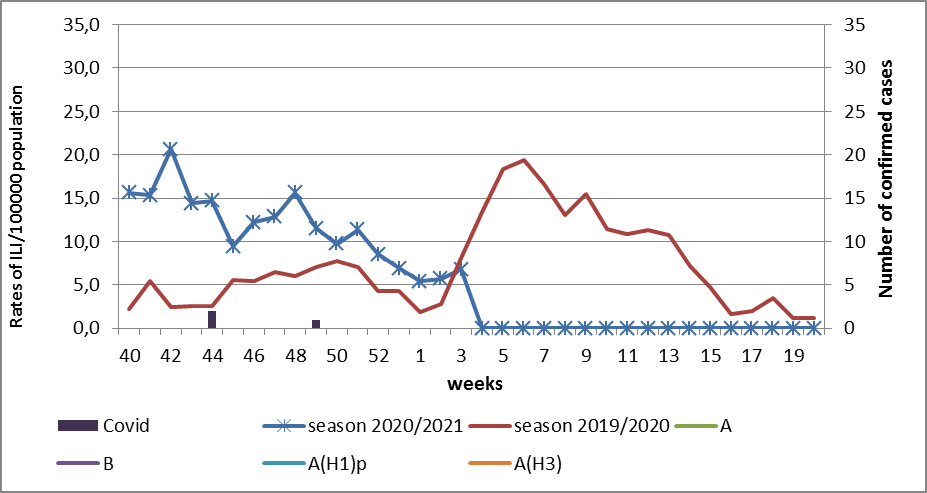 35,0
30,0
25,0
20,0
15,0
10,0
5,0
0,0
Rates of ILI/100000 population
35
30
25
20
15
10
5
0
Number of confirmed cases
40 42 44 46 48 50 52 1 3 5 7 9 11 13 15 17 19
weeks
Covid season 2020/2021 season 2019/2020 A
B A(H1)p A(H3)